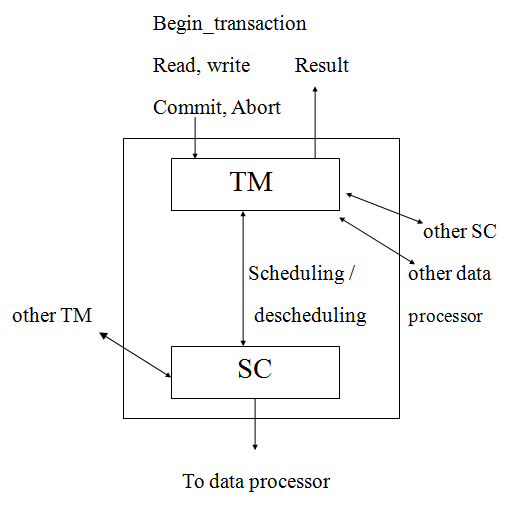 Begin_transaction
Read, write Result
Commit, Abort
TM
other SC
Scheduling / other data
other TM descheduling processor
SC
To data processor